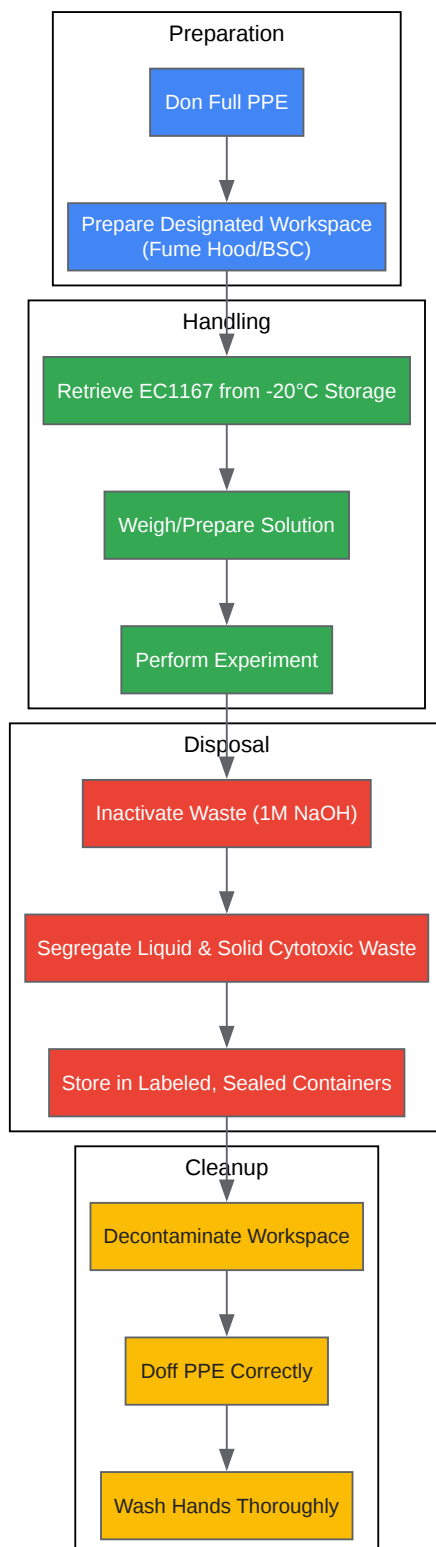 Preparation
Don Full PPE
Prepare Designated Workspace
(Fume Hood/BSC)
Handling
Retrieve EC1167 from -20°C Storage
Weigh/Prepare Solution
Perform Experiment
Disposal
Inactivate Waste (1M NaOH)
Segregate Liquid & Solid Cytotoxic Waste
Store in Labeled, Sealed Containers
Cleanup
Decontaminate Workspace
Doff PPE Correctly
Wash Hands Thoroughly